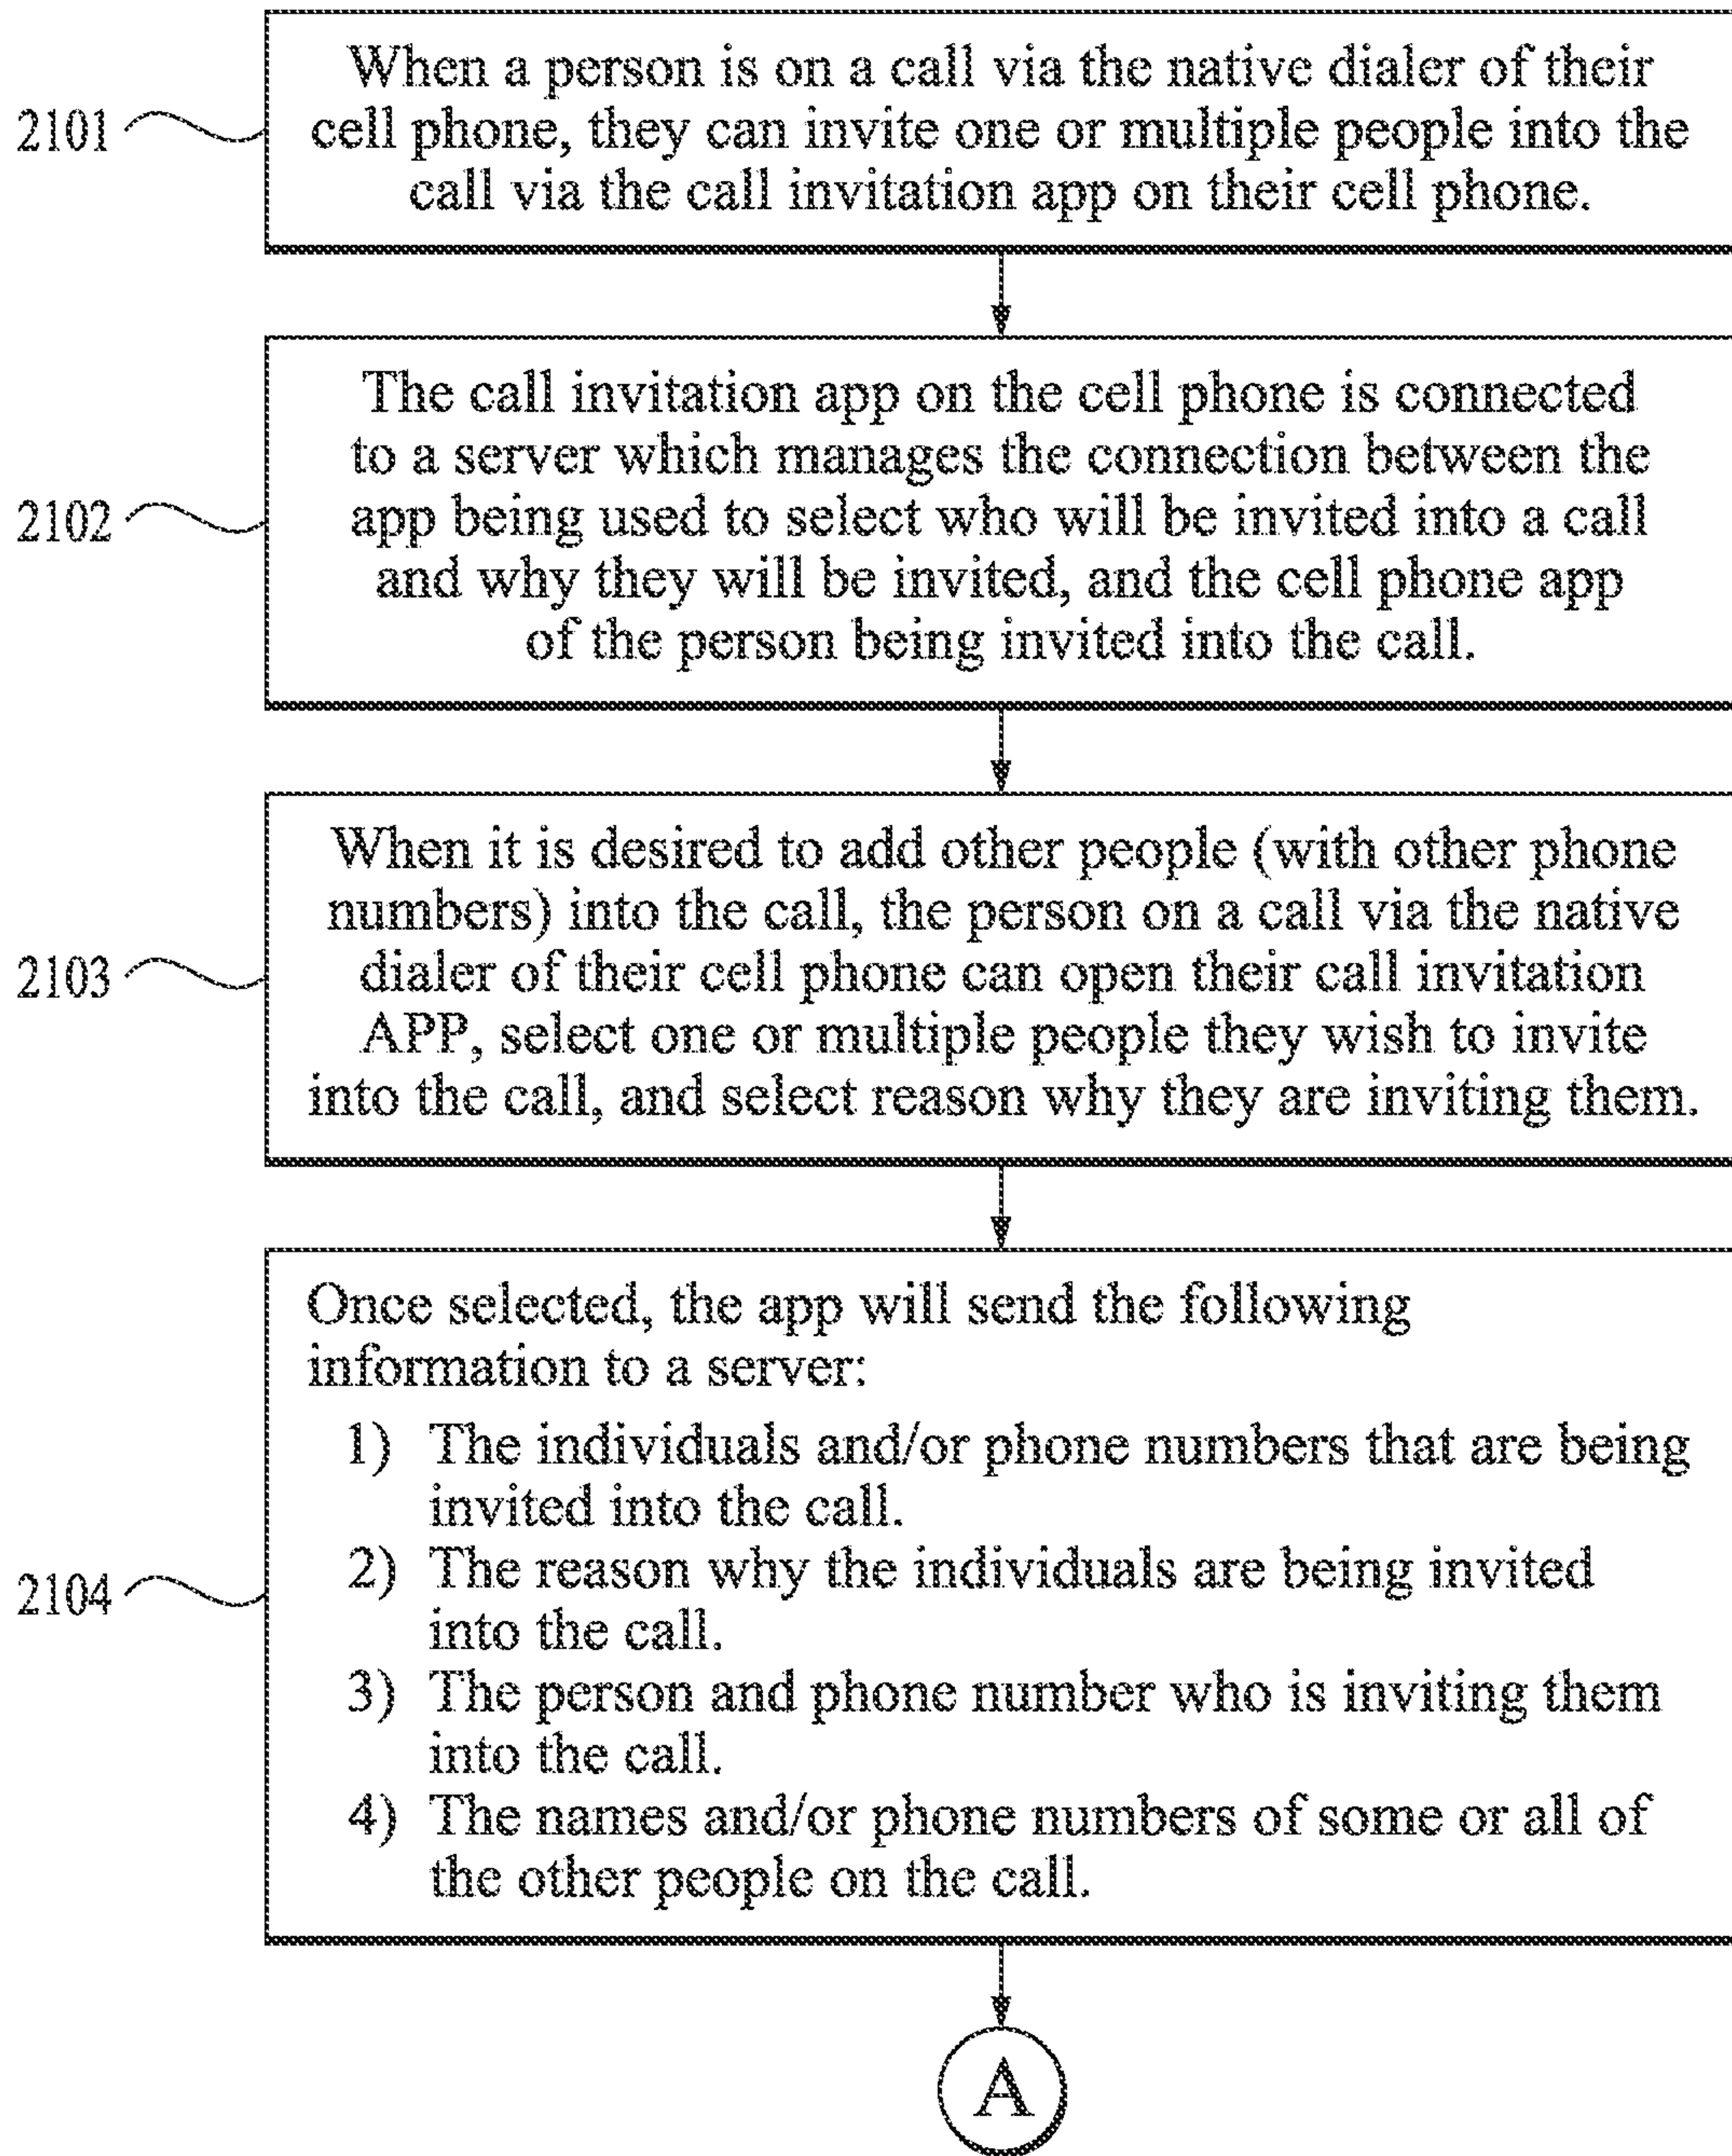 When a person is on a call via the native dialer of their
2101
cell phone, they can invite one or multiple people into the
call via the call invitation app on their cell phone.
The call invitation app on the cell phone is connected
to a server which manages the connection between the
2102
app being used to select who will be invited into a call
and why they will be invited, and the cell phone app
of the person being invited into the call.
When it is desired to add other people (with other phone
numbers) into the call, the person on a call via the native
2103
dialer of their cell phone can open their call invitation
APP, select one or multiple people they wish to invite
into the call, and select reason why they are inviting them.
Once selected, the app will send the following
information to a server:
1) The individuals and/or phone numbers that are being
invited into the call.
2104
2) The reason why the individuals are being invited
into the call.
3) The person and phone number who is inviting them
into the call.
4) The names and/or phone numbers of some or all of
the other people on the call.
A